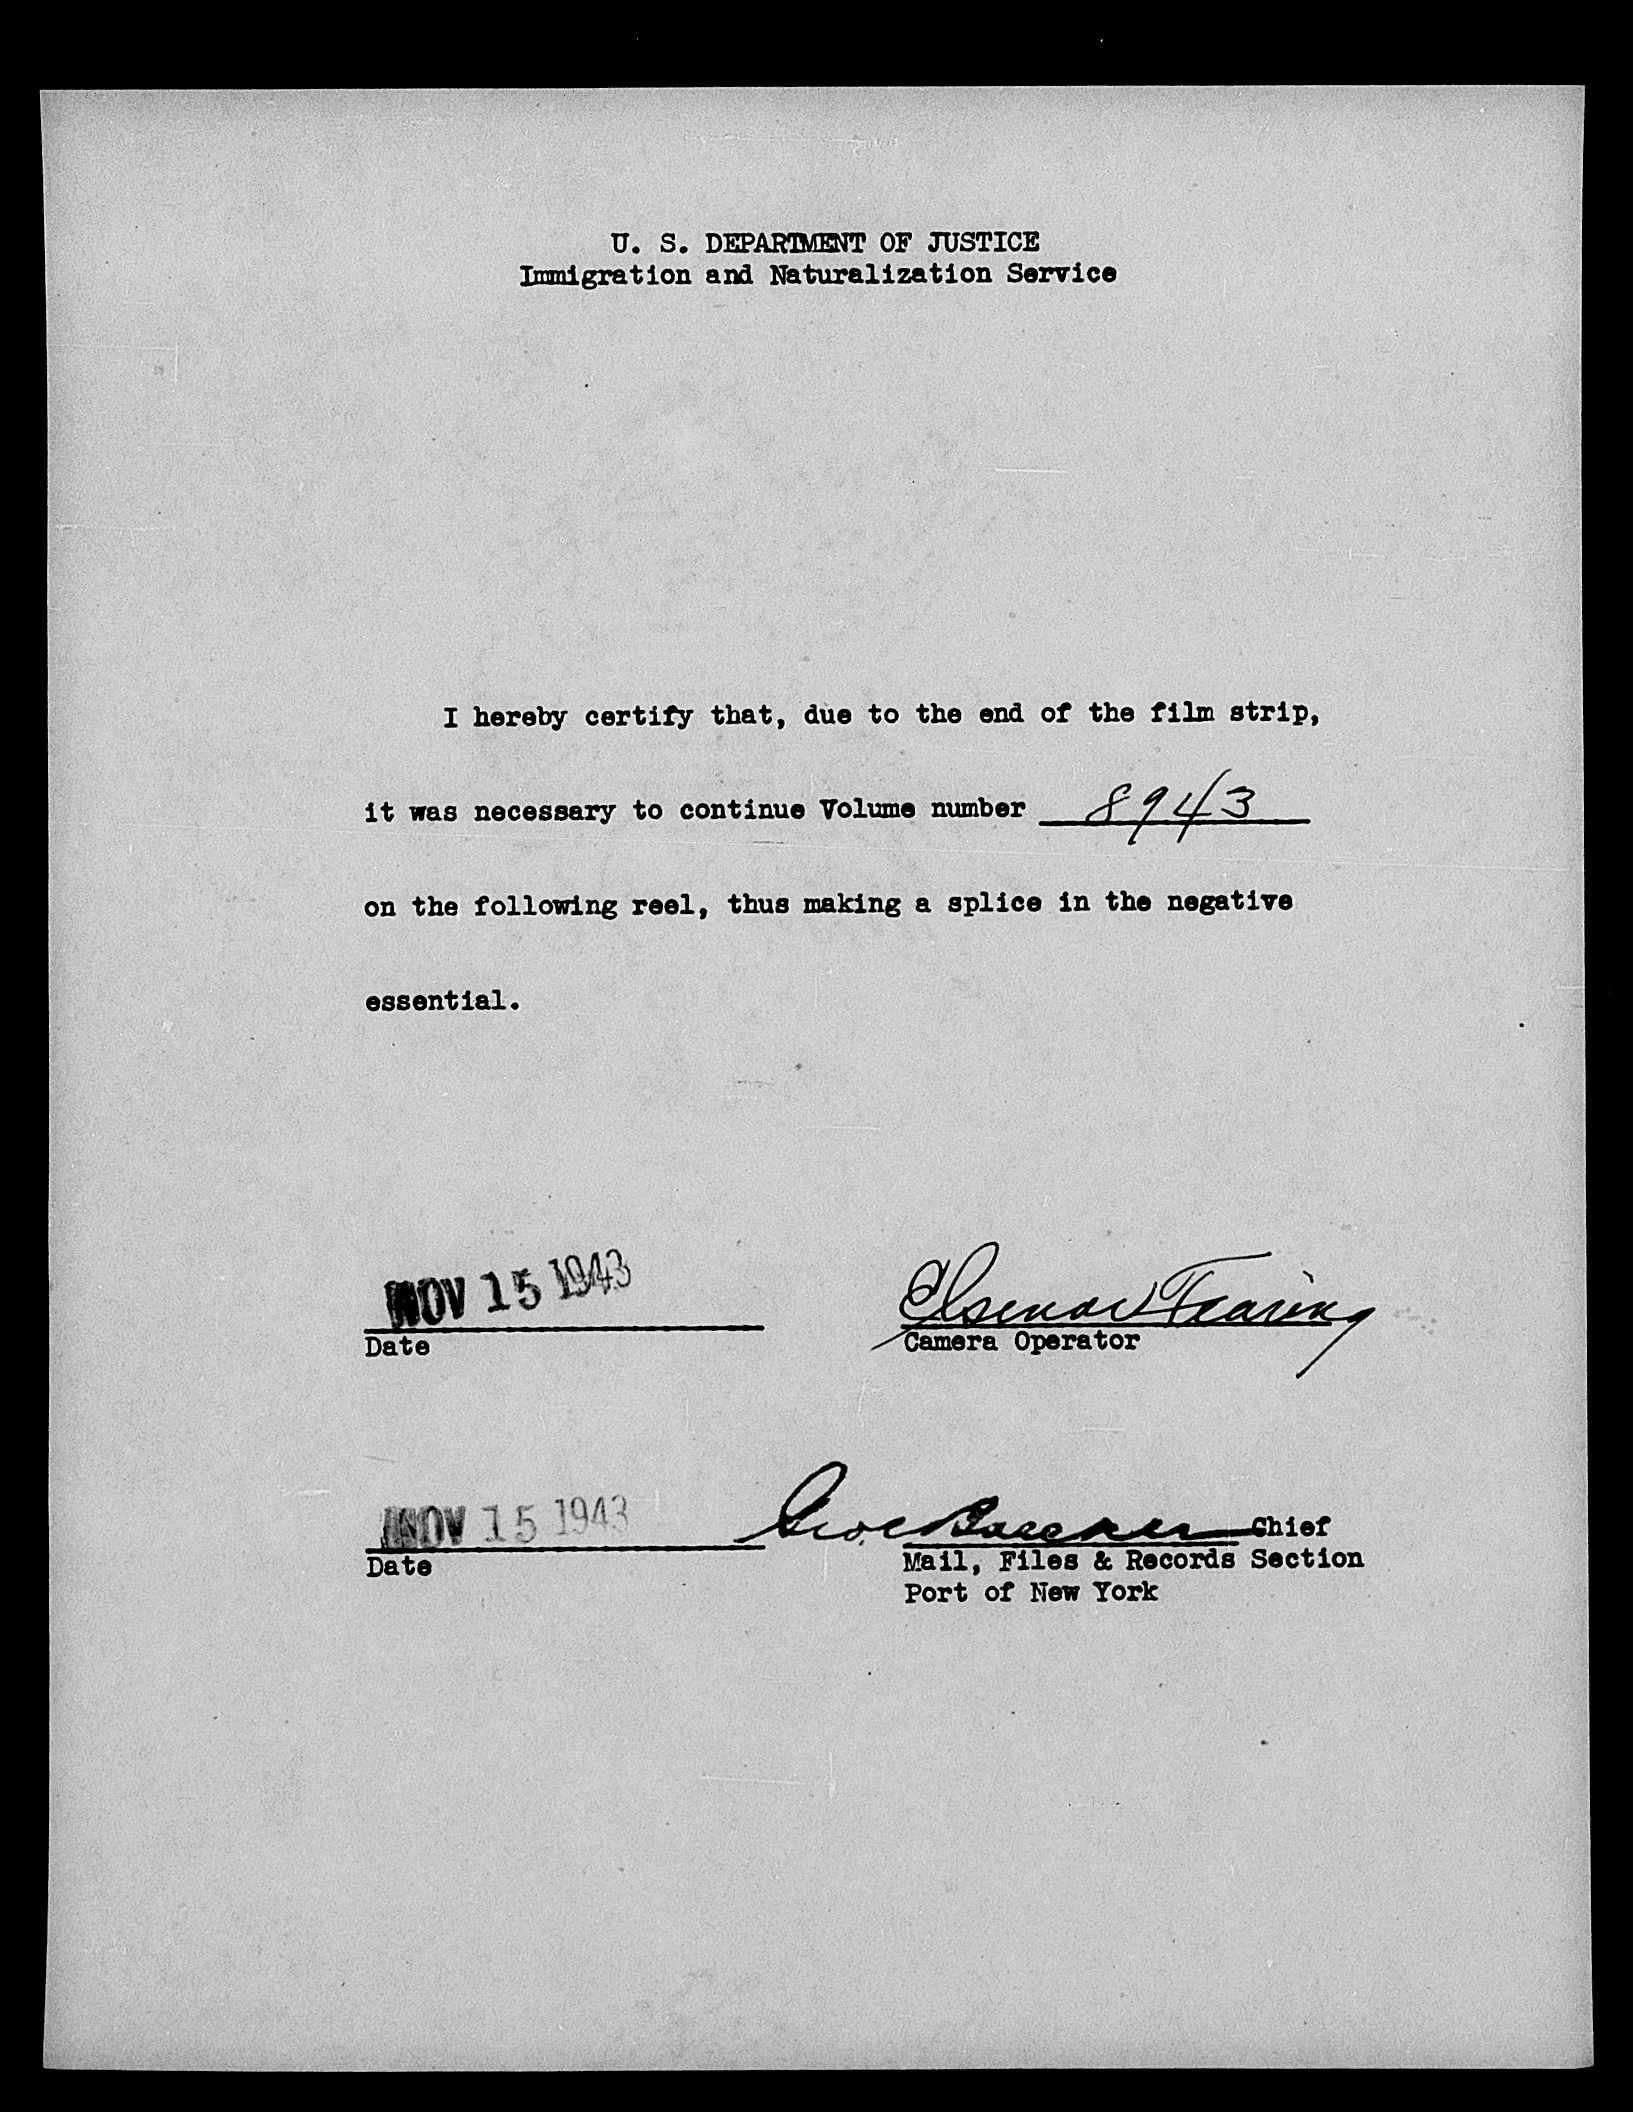 U. S. DEPARTMENT OF JUSTICE
Immigration and Naturalization Service
I hereby certify that, due to the end of the film strip,
it was necessary to continue Volume number 8943
on the following reel, thus making a splice in the negative
essential.
NOV 15 1943
Date
Fearing
Camera Operator
NOV 15 1943
Date
Chief
Mail, Files & Records Section
Port of New York